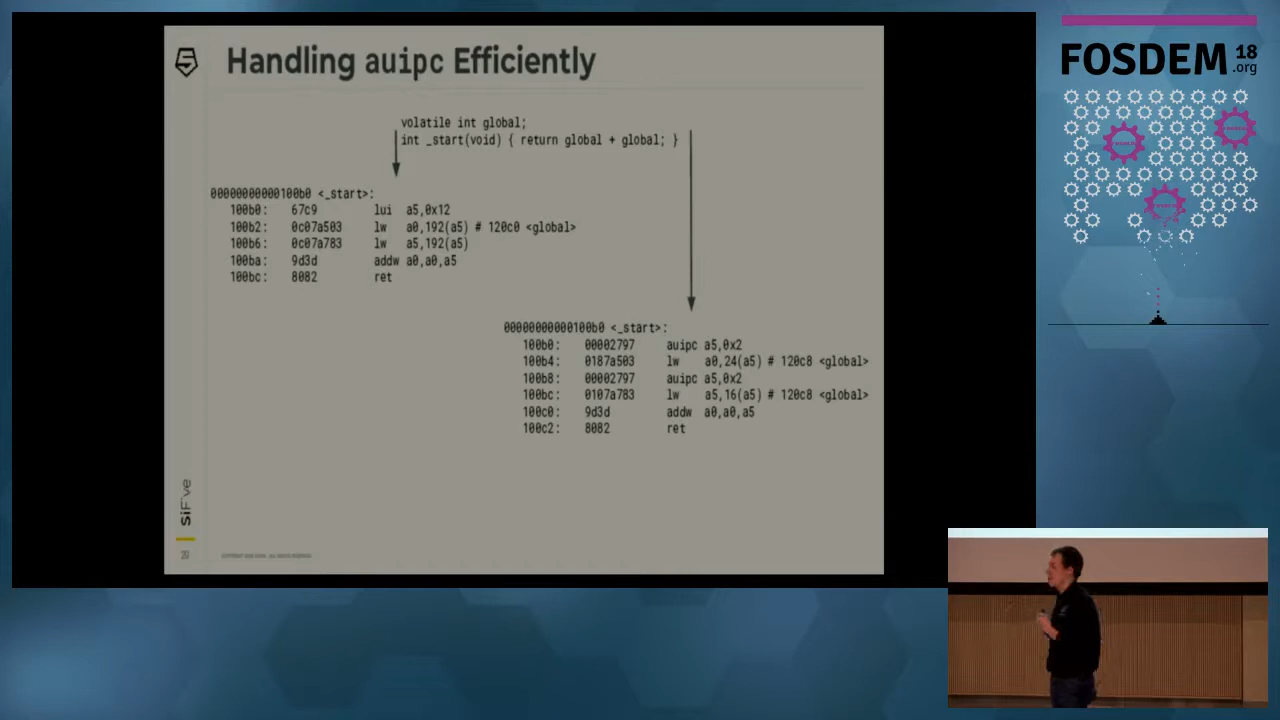 Handling auipc Efficiently
volatile int global;
int _start(void) { return global + global; }
00000000000100b0 <_start>:
100b0: 67c9 lui a5,0x12
100b2: 0c07a503 lw a0,192(a5) # 120c0 <global>
100b6: 0c07a783 lw a5,192(a5)
100ba: 9d3d addw a0,a0,a5
100bc: 8082 ret
00000000000100b0 <_start>:
100b0: 00002797 auipc a5,0x2
100b4: 0187a503 lw a0,24(a5) # 120c8 <global>
100b8: 00002797 auipc a5,0x2
100bc: 0107a783 lw a5,16(a5) # 120c8 <global>
100c0: 9d3d addw a0,a0,a5
100c2: 8082 ret
SiFive
FOSDEM 18
.org